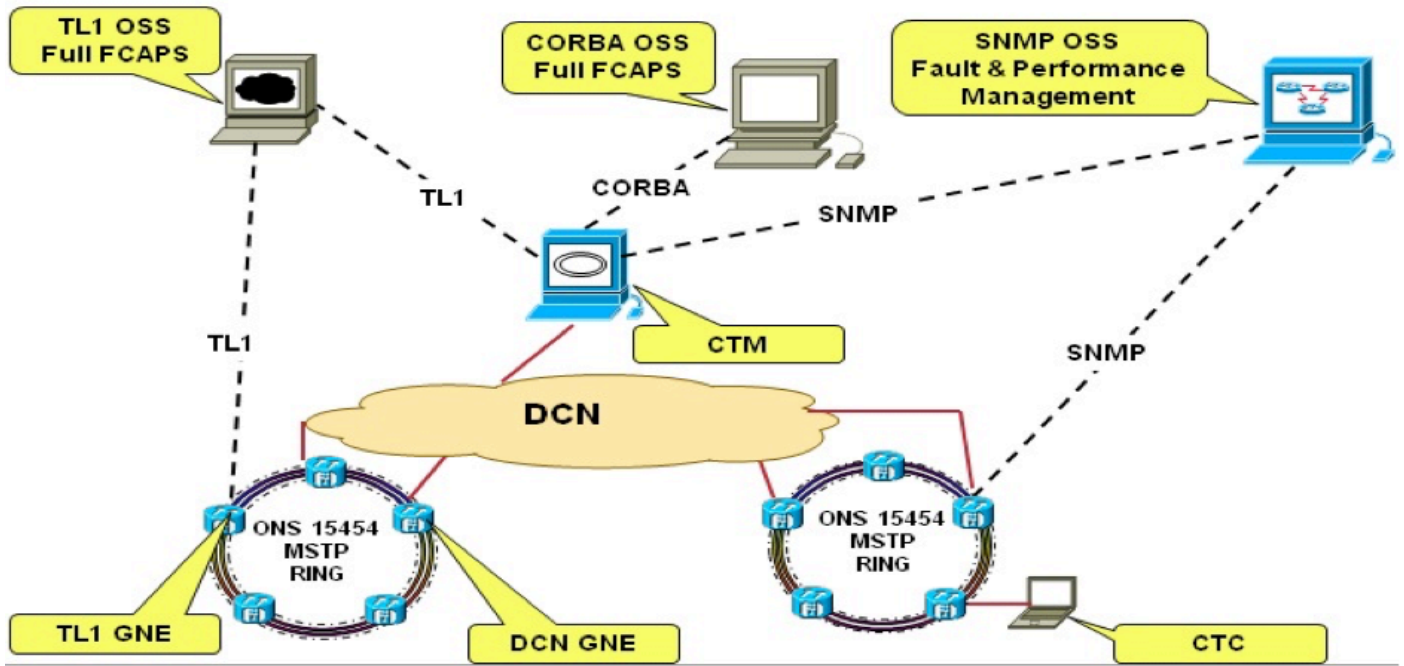 TL1 OSS
Full FCAPS
CORBA OSS
Full FCAPS
SNMP OSS
Fault & Performance
Management
TL1
CORBA
SNMP
TL1
CTM
SNMP
DCN
ONS 15454
MSTP
RING
ONS 15454
MSTP
RING
TL1 GNE
DCN GNE
CTC